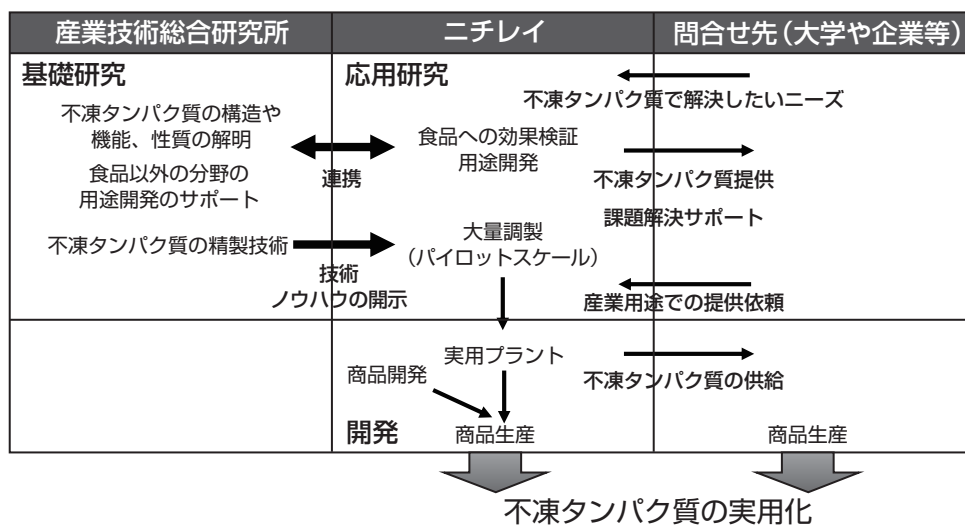 産業技術総合研究所
ニチレイ
問合せ先(大学や企業等)
基礎研究
不凍タンパク質の構造や
機能、性質の解明
食品以外の分野の
用途開発のサポート
不凍タンパク質の精製技術
連携
技術
ノウハウの開示
応用研究
食品への効果検証
用途開発
大量調製
(パイロットスケール)
不凍タンパク質で解決したいニーズ
不凍タンパク質提供
課題解決サポート
産業用途での提供依頼
実用プラント
商品開発
不凍タンパク質の供給
開発
商品生産
商品生産
不凍タンパク質の実用化